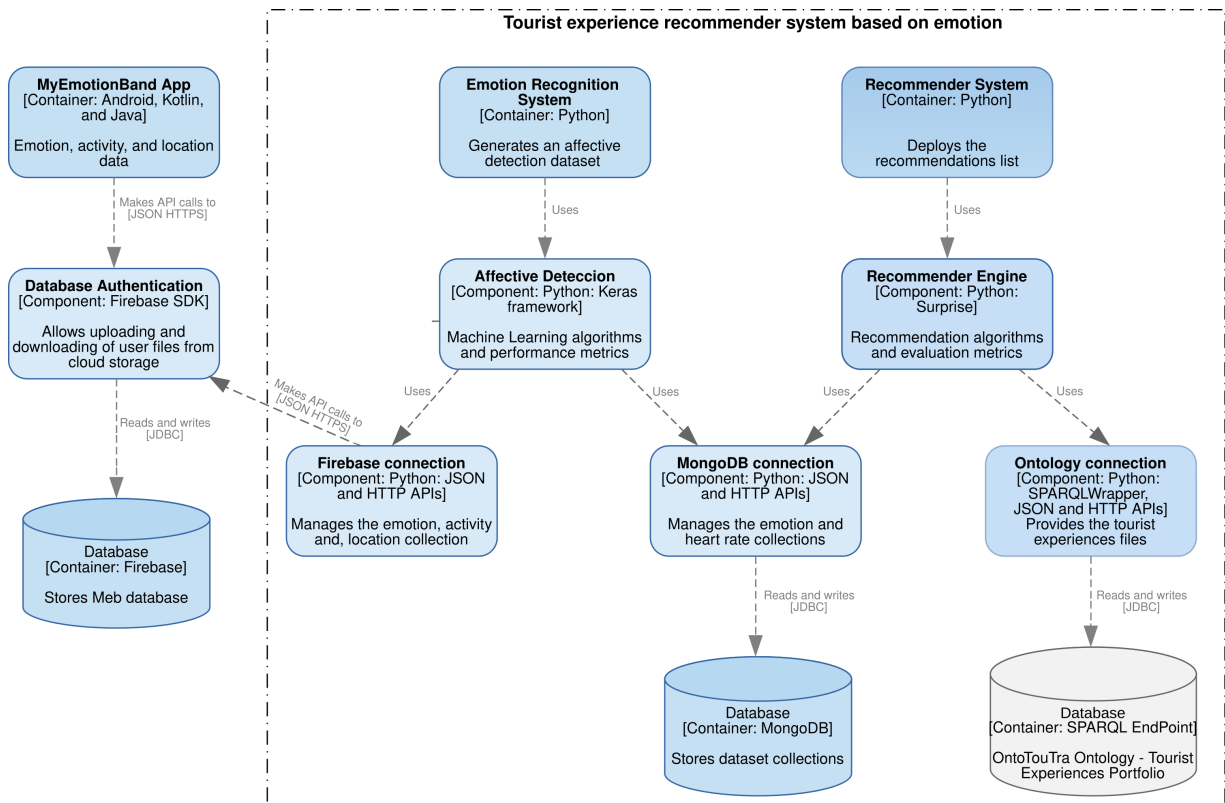 Tourist experience recommender system based on emotion
MyEmotionBand App
[Container: Android, Kotlin,
and Java]
Emotion, activity, and location
data
Emotion Recognition
System
[Container: Python]
Generates an affective
detection dataset
Recommender System
[Container: Python]
Deploys the
recommendations list
Makes API calls to
[JSON HTTPS]
Uses
Uses
Database Authentication
[Component: Firebase SDK]
Allows uploading and
downloading of user files from
cloud storage
Affective Deteccion
[Component: Python: Keras
framework]
Machine Learning algorithms
and performance metrics
Recommender Engine
[Component: Python:
Surprise]
Recommendation algorithms
and evaluation metrics
Reads and writes
[JDBC]
Makes API calls to
[JSON HTTPS]
Uses
Uses
Uses
Uses
Firebase connection
[Component: Python: JSON
and HTTP APIs]
Manages the emotion, activity
and, location collection
MongoDB connection
[Component: Python: JSON
and HTTP APIs]
Manages the emotion and
heart rate collections
Ontology connection
[Component: Python:
SPARQLWrapper,
JSON and HTTP APIs]
Provides the tourist
experiences files
Database
[Container: Firebase]
Stores Meb database
Reads and writes
[JDBC]
Reads and writes
[JDBC]
Database
[Container: MongoDB]
Stores dataset collections
Database
[Container: SPARQL EndPoint]
OntoTouTra Ontology - Tourist
Experiences Portfolio